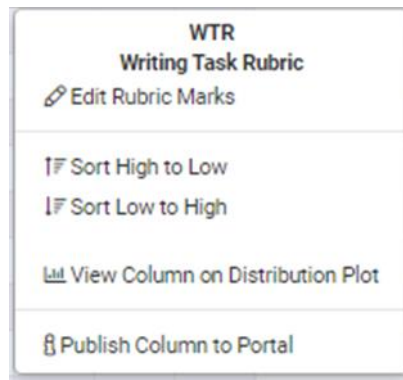 WTR
Writing Task Rubric
Edit Rubric Marks
Sort High to Low
Sort Low to High
View Column on Distribution Plot
Publish Column to Portal